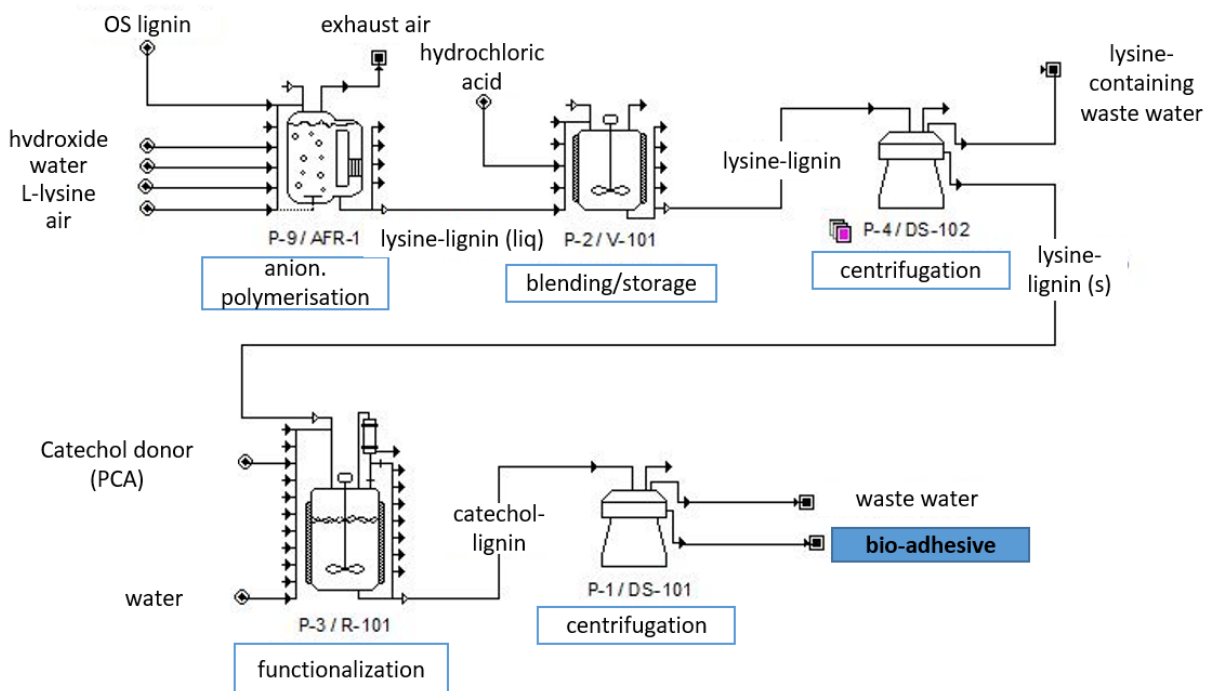 OS lignin
exhaust air
hydrochloric
acid
lysine-
containing
waste water
hydroxide
water
L-lysine
air
lysine-lignin
P-9 / AFR-1
lysine-lignin (liq)
P-2 / V-101
P-4 / DS-102
anion.
polymerisation
blending/storage
centrifugation
lysine-
lignin (s)
Catechol donor
(PCA)
catechol-
lignin
waste water
bio-adhesive
water
P-3 / R-101
P-1 / DS-101
centrifugation
functionalization